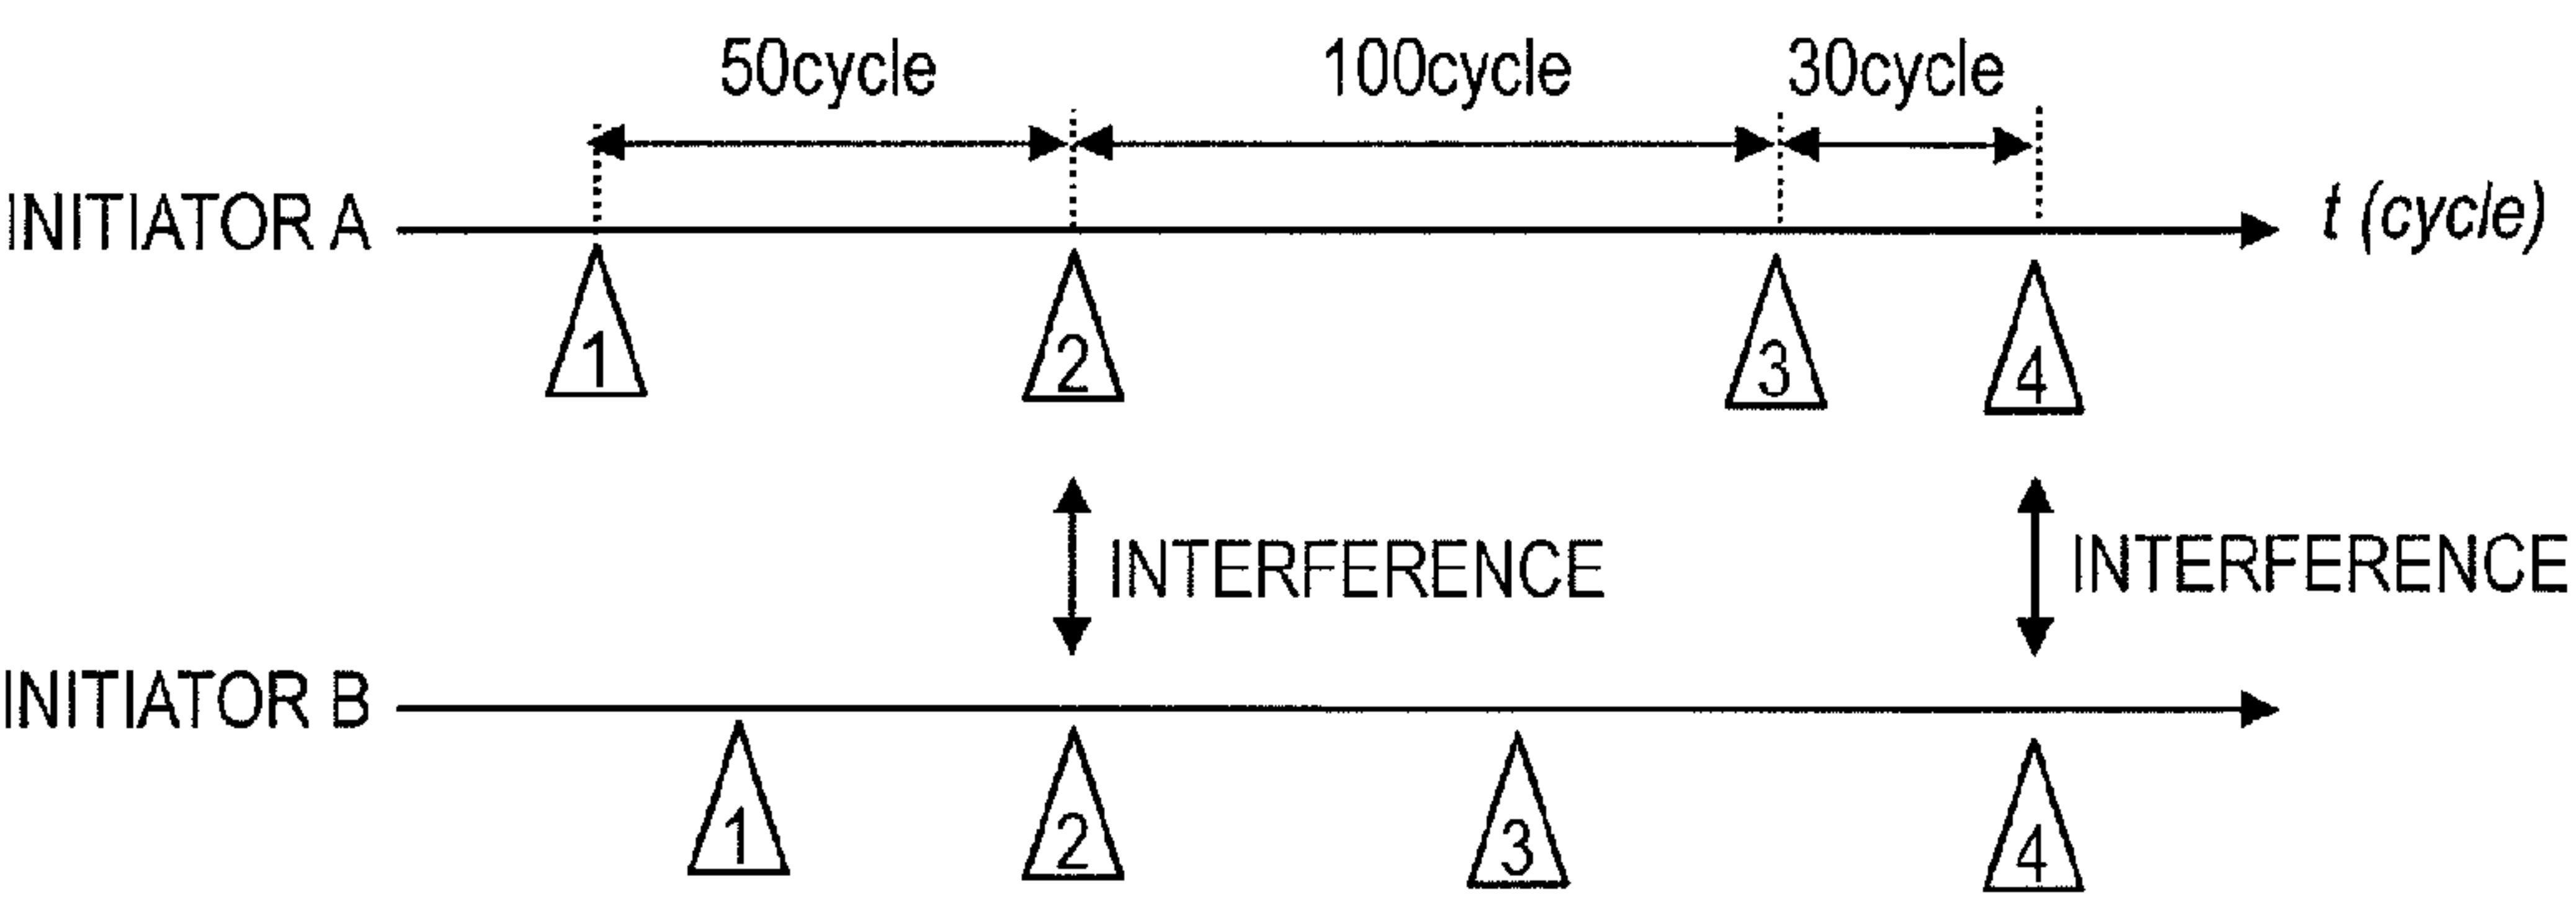 50cycle 100cycle 30cycle
INITIATOR A t (cycle)
1 2 3 4
INTERFERENCE INTERFERENCE
INITIATOR B
1 2 3 4